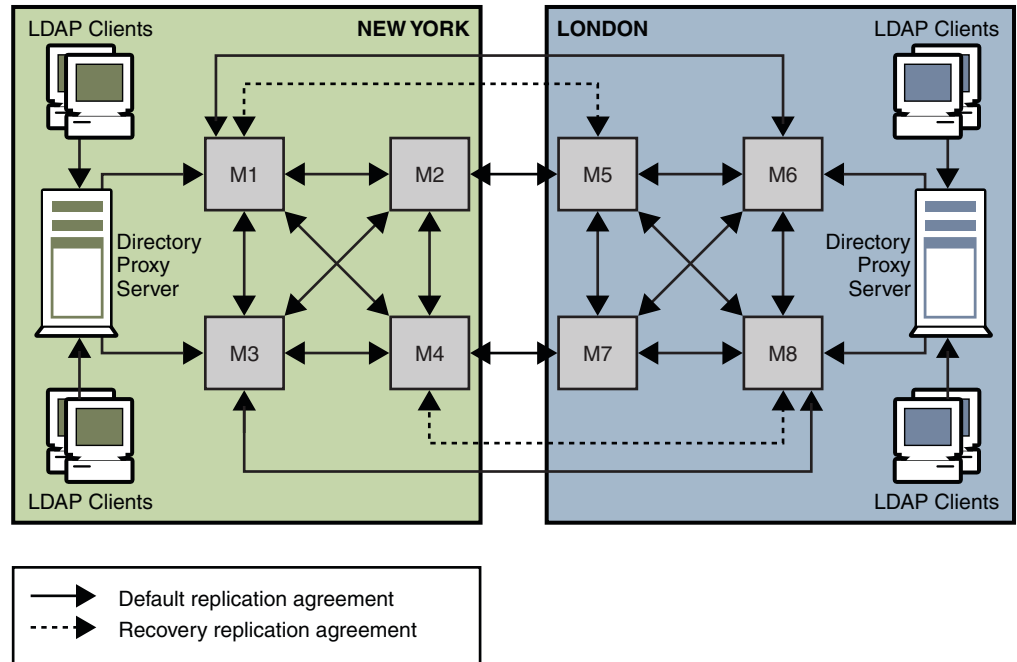 LDAP Clients
NEW YORK
LONDON
LDAP Clients
M1
M2
M5
M6
Directory
Proxy
Server
Directory
Proxy
Server
M3
M4
M7
M8
LDAP Clients
LDAP Clients
Default replication agreement
Recovery replication agreement